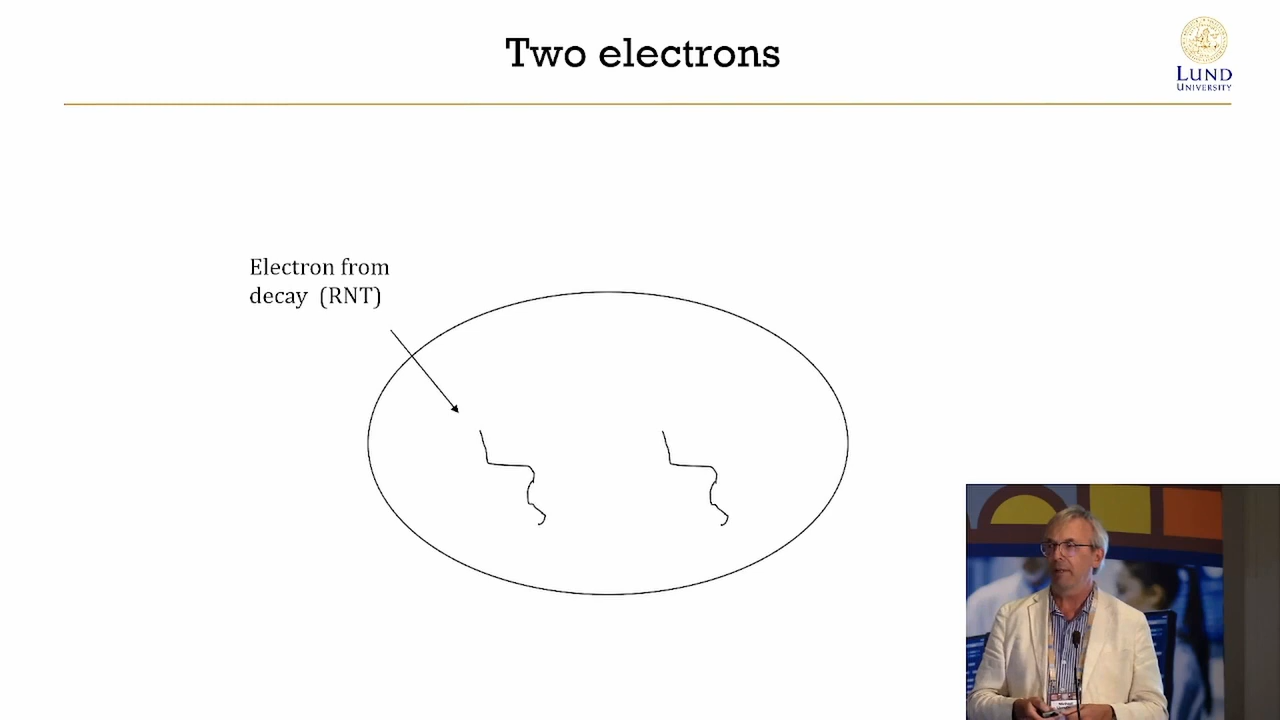 Two electrons
LUND
UNIVERSITY
Electron from
decay (RNT)